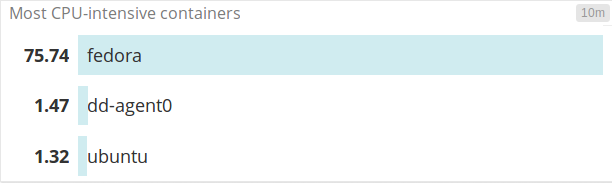 Most CPU-intensive containers 10m
75.74 fedora
1.47 dd-agent0
1.32 ubuntu